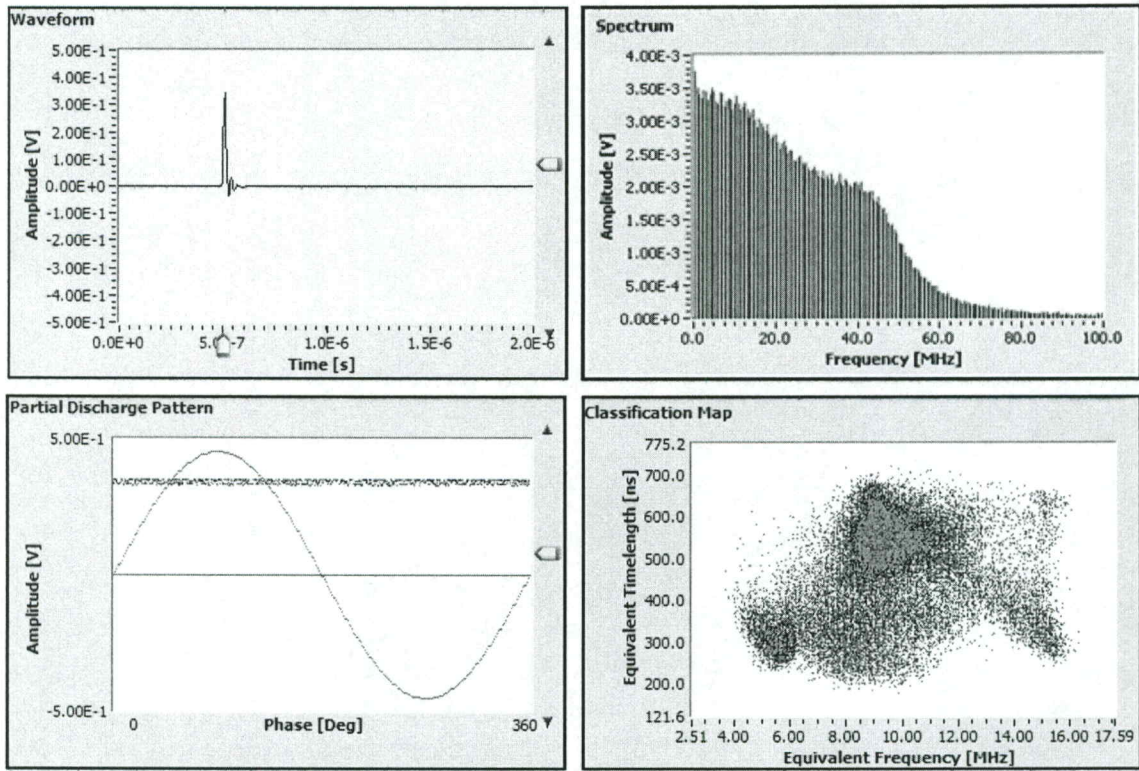 Waveform
5.00E-1
4.00E-1
3.00E-1
2.00E-1
1.00E-1
0.00E+0
-1.00E-1
-2.00E-1
-3.00E-1
-4.00E-1
-5.00E-1
Amplitude [V]
0.0E+0 1.0E-6 1.5E-6
Time [s]
Spectrum
4.00E-3
3.50E-3
3.00E-3
2.50E-3
2.00E-3
1.50E-3
1.00E-3
5.00E-4
0.00E+0
Amplitude [V]
0.0 20.0 40.0 60.0 80.0 100.0
Frequency [MHz]
Partial Discharge Pattern
5.00E-1
-5.00E-1
Amplitude [V]
0 360
Phase [Deg]
Classification Map
775.2
700.0
600.0
500.0
400.0
300.0
200.0
121.6
Equivalent Timelength [ns]
2.51 4.00 6.00 8.00 10.00 12.00 14.00 16.00 17.59
Equivalent Frequency [MHz]